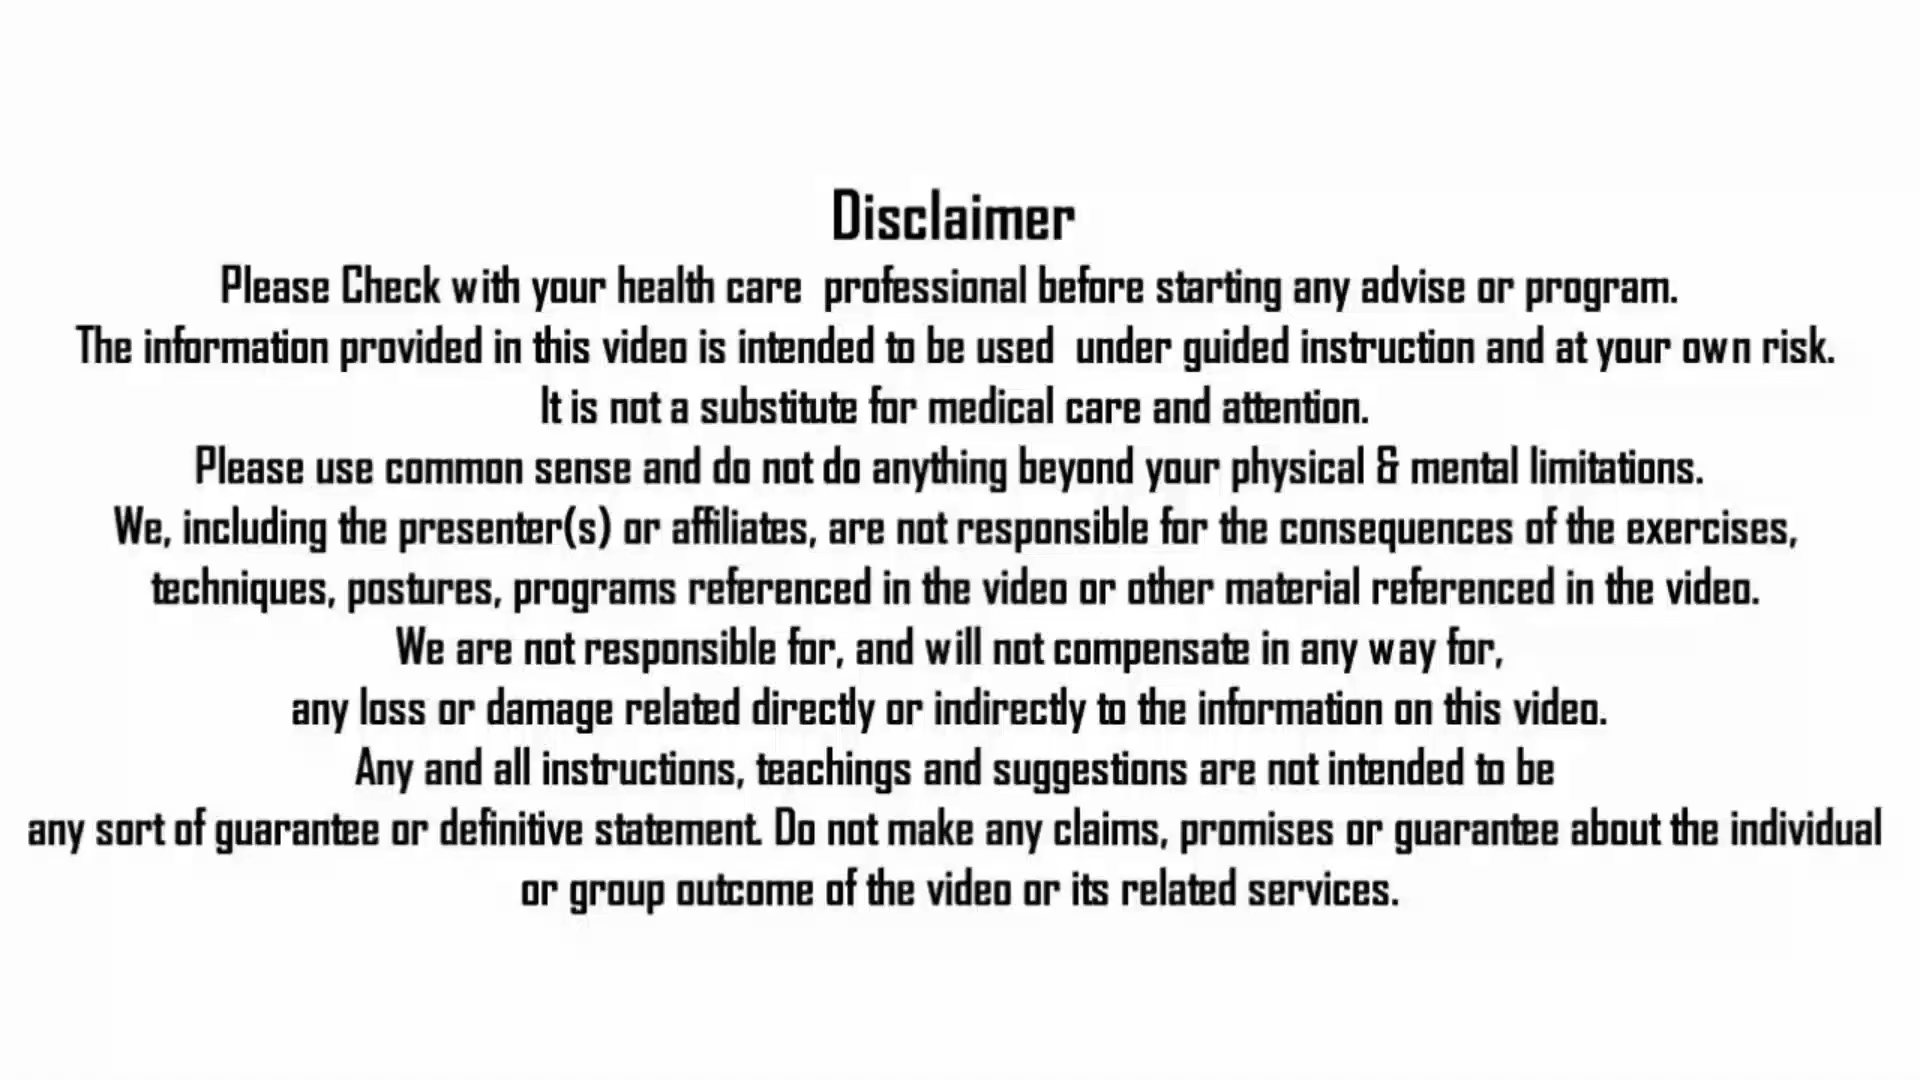 Disclaimer
Please Check with your health care professional before starting any advise or program.
The information provided in this video is intended to be used under guided instruction and at your own risk.
It is not a substitute for medical care and attention.
Please use common sense and do not do anything beyond your physical & mental limitations.
We, including the presenter(s) or affiliates, are not responsible for the consequences of the exercises,
techniques, postures, programs referenced in the video or other material referenced in the video.
We are not responsible for, and will not compensate in any way for,
any loss or damage related directly or indirectly to the information on this video.
Any and all instructions, teachings and suggestions are not intended to be
any sort of guarantee or definitive statement. Do not make any claims, promises or guarantee about the individual
or group outcome of the video or its related services.